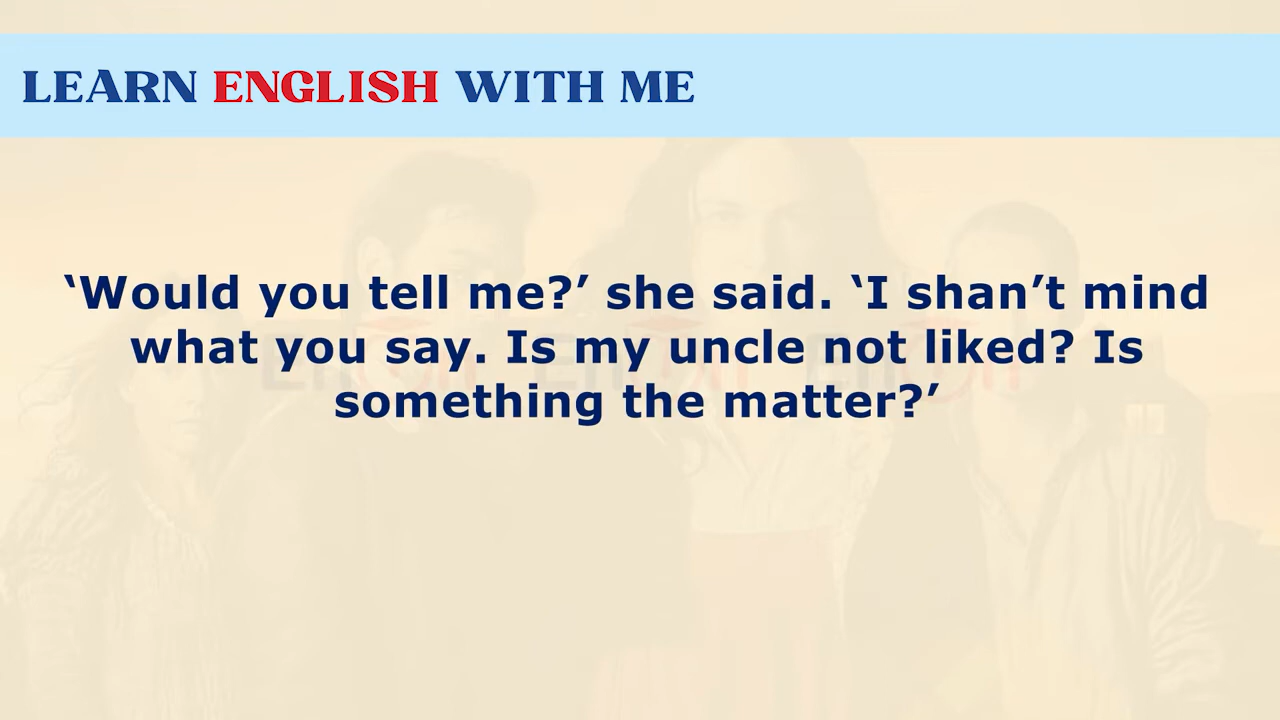 LEARN ENGLISH WITH ME
‘Would you tell me?’ she said. ‘I shan’t mind
what you say. Is my uncle not liked? Is
something the matter?’